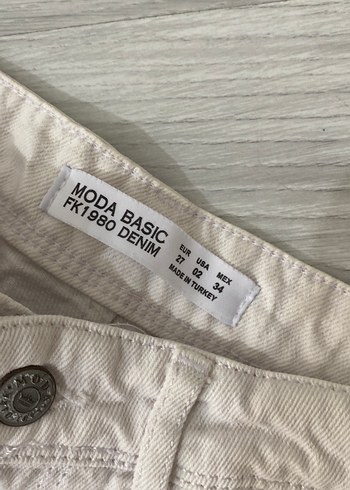 MODA BASIC
FK1980 DENIM
EUR USA MEX
27 02 34
MADE IN TURKEY